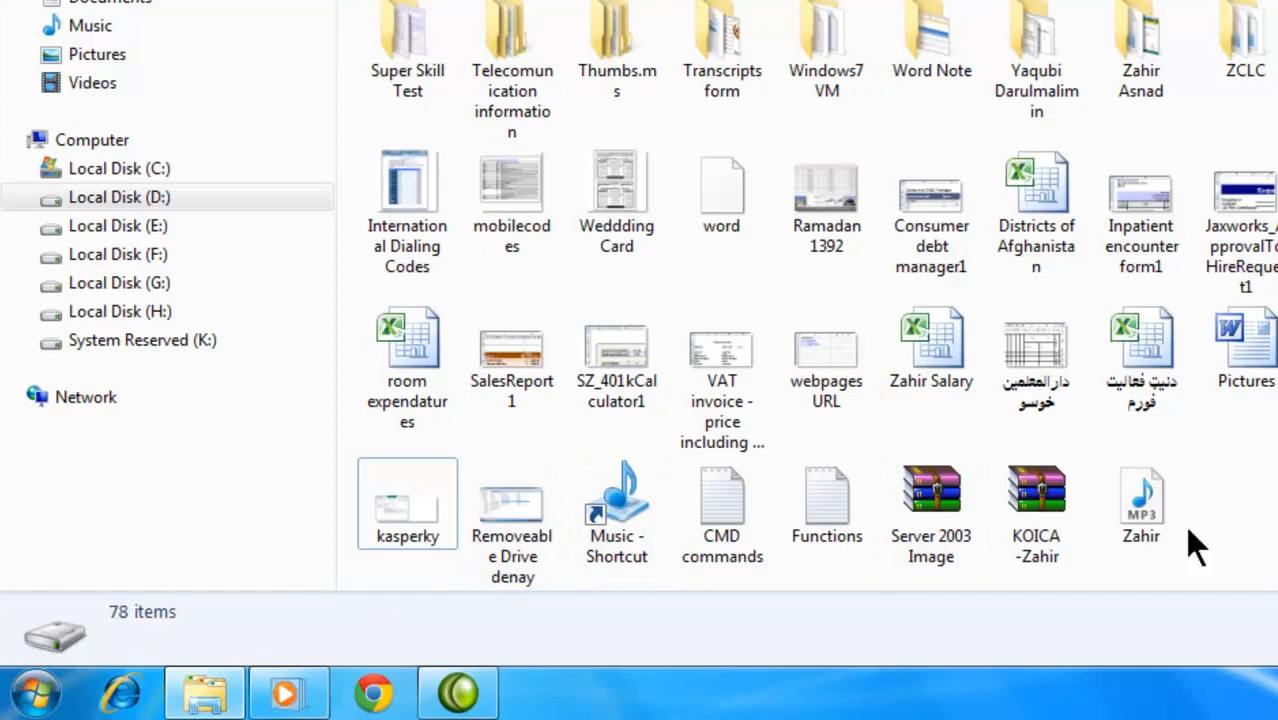 Music
Pictures
Videos
Computer
Local Disk (C:)
Local Disk (D:)
Local Disk (E:)
Local Disk (F:)
Local Disk (G:)
Local Disk (H:)
System Reserved (K:)
Network
Super Skill
Test
Telecomun
ication
informatio
n
Thumbs.m
s
Transcripts
form
Windows7
VM
Word Note
Yaqubi
Darulmalim
in
Zahir
Asnad
ZCLC
Internation
al Dialing
Codes
mobilecod
es
Weddding
Card
word
Ramadan
1392
Consumer
debt
manager1
Districts of
Afghanista
n
Inpatient
encounter
form1
Jaxworks_A
pprovalTo
HireReque
t1
room
expendatur
es
SalesReport
1
SZ_401kCal
culator1
VAT
invoice -
price
including ...
webpages
URL
Zahir Salary
دارالمعلمین
خوسو
دنیټ فعالیت
فورم
Pictures
kasperky
Removeabl
e Drive
denay
Music -
Shortcut
CMD
commands
Functions
Server 2003
Image
KOICA
-Zahir
MP3
Zahir
78 items